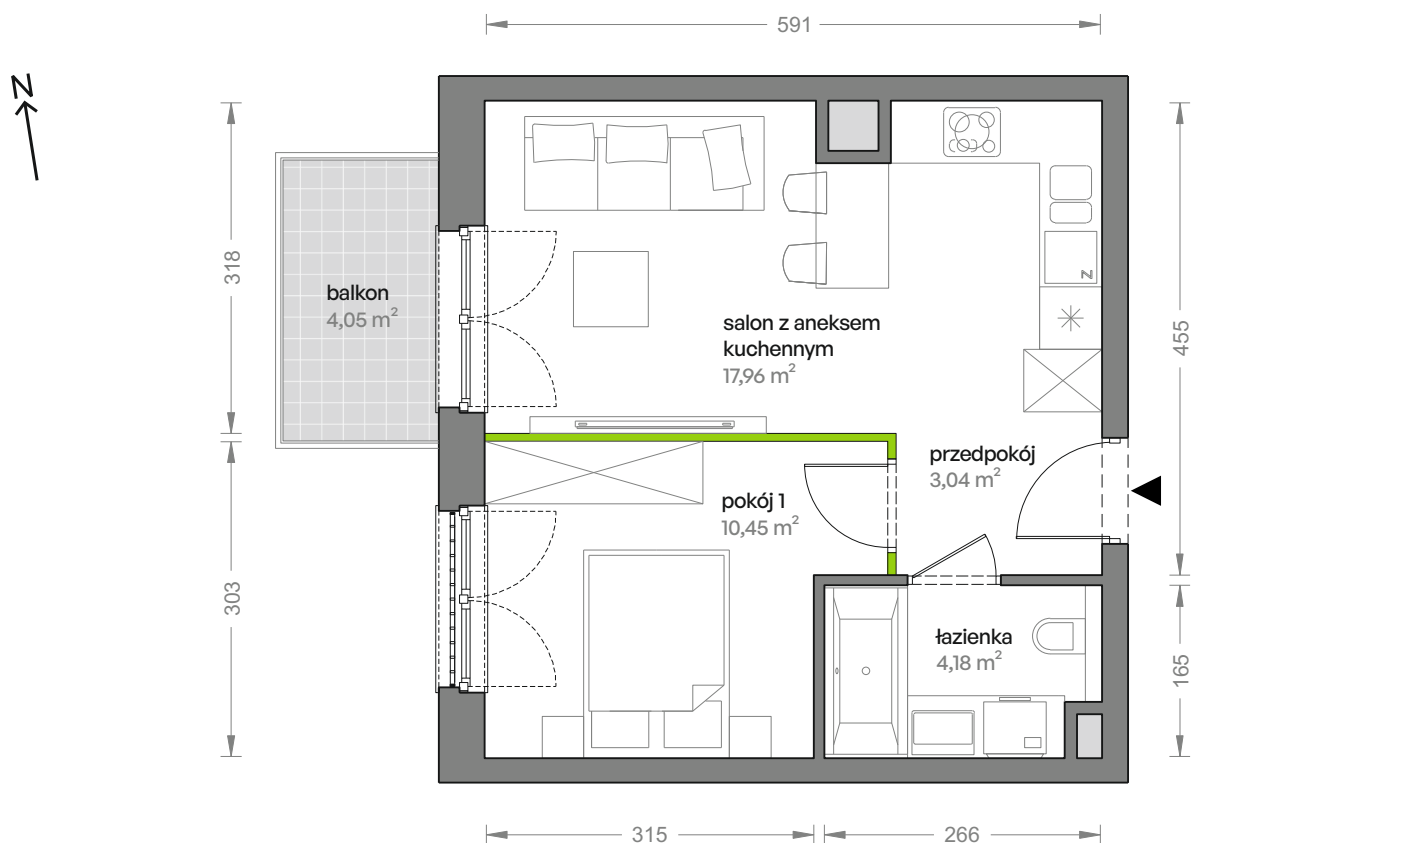 591
N
318
455
balkon
4,05 m²
salon z aneksem
kuchennym
17,96 m²
Z
przedpokój
3,04 m²
pokój 1
10,45 m²
303
łazienka
4,18 m²
165
315
266